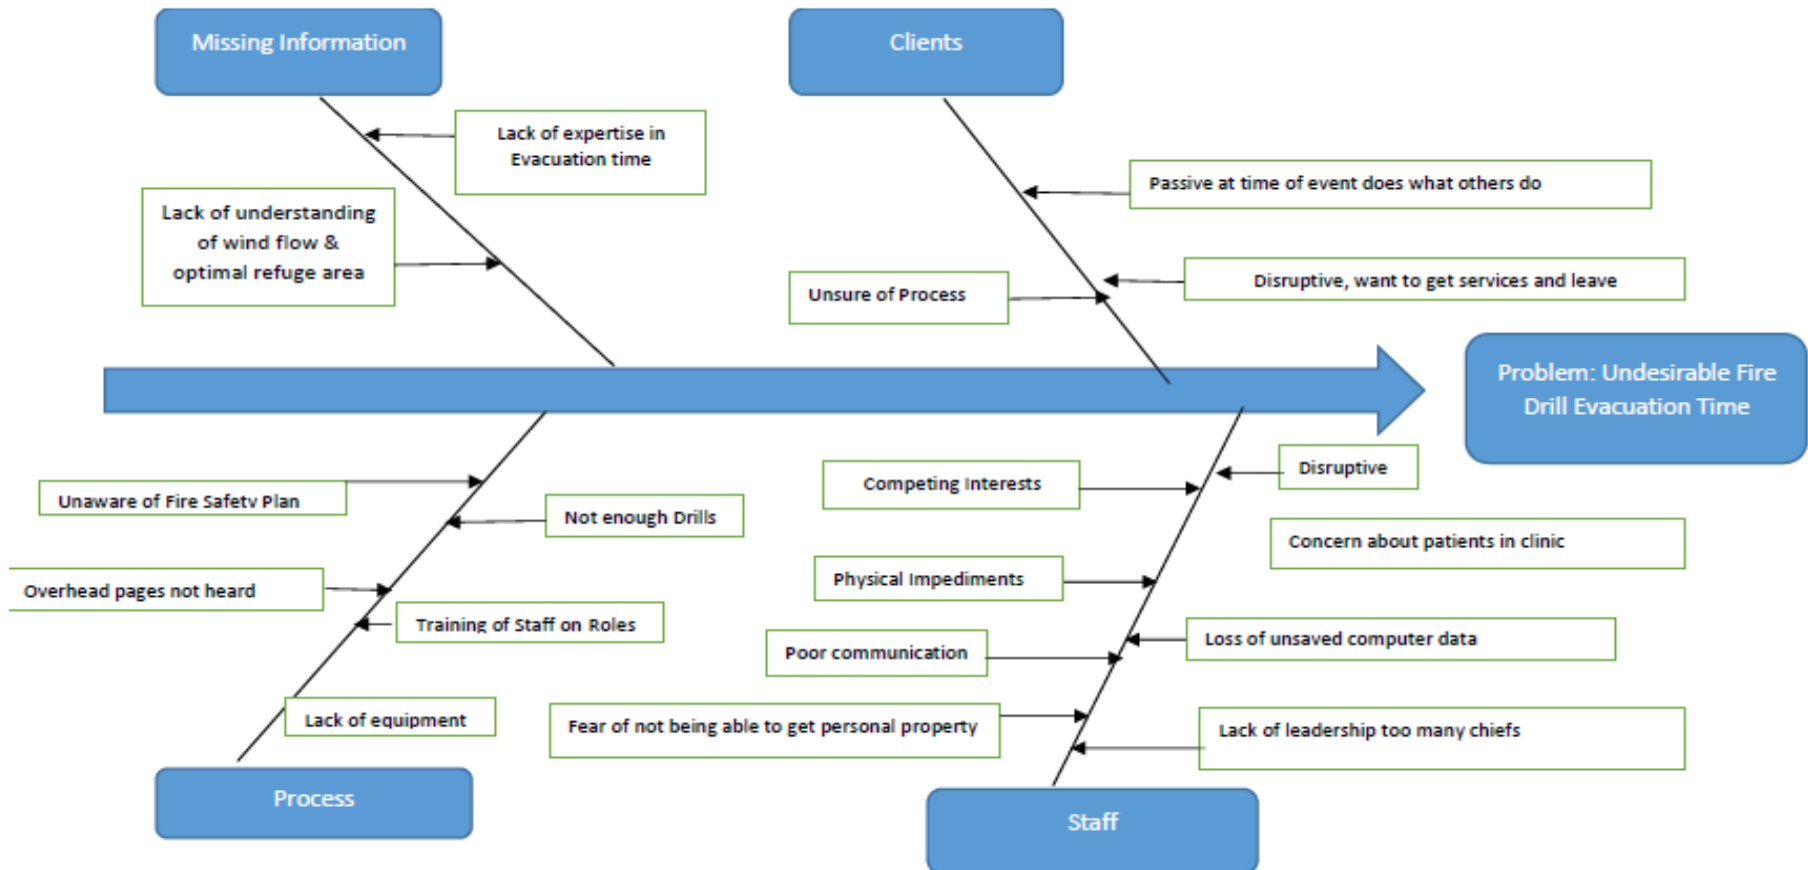 Missing Information
Clients
Lack of expertise in
Evacuation time
Passive at time of event does what others do
Lack of understanding
of wind flow &
optimal refuge area
Disruptive, want to get services and leave
Unsure of Process
Problem: Undesirable Fire
Drill Evacuation Time
Disruptive
Competing Interests
Unaware of Fire Safety Plan
Not enough Drills
Concern about patients in clinic
Physical Impediments
Overhead pages not heard
Training of Staff on Roles
Loss of unsaved computer data
Poor communication
Lack of equipment
Fear of not being able to get personal property
Lack of leadership too many chiefs
Process
Staff